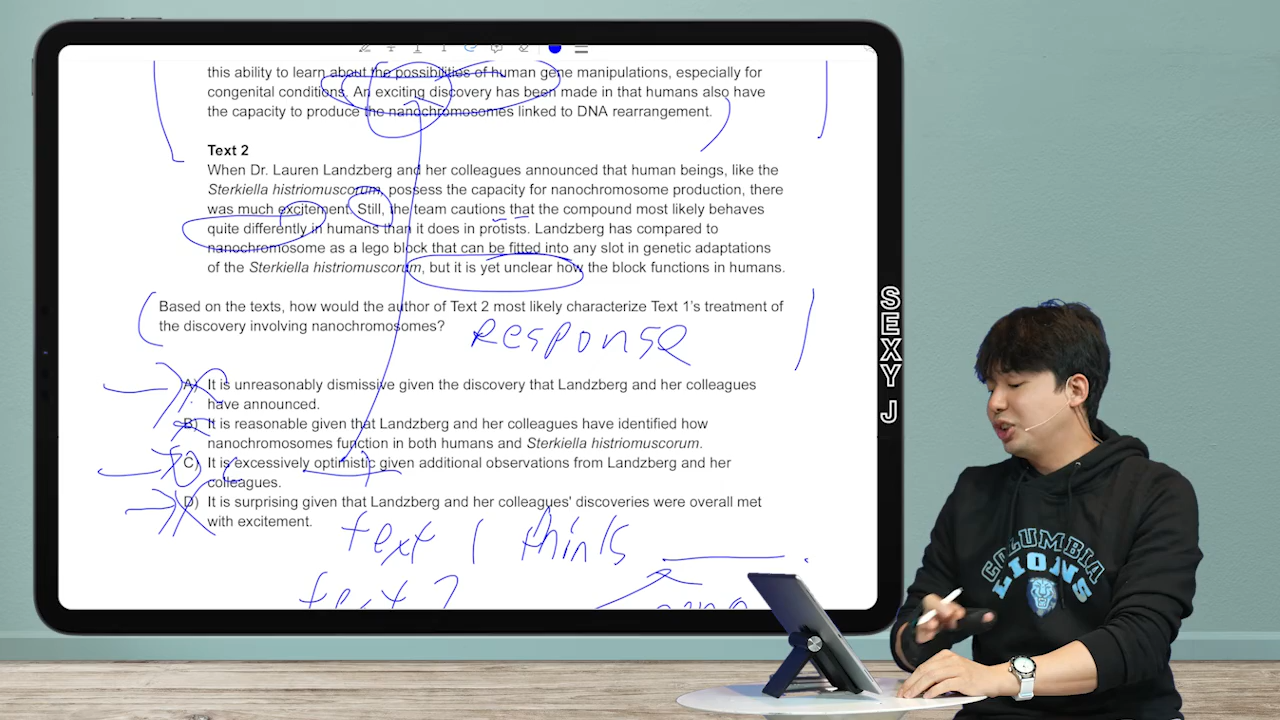 this ability to learn about the possibilities of human gene manipulations, especially for
congenital conditions. An exciting discovery has been made in that humans also have
the capacity to produce the nanochromosomes linked to DNA rearrangement.
Text 2
When Dr. Lauren Landzberg and her colleagues announced that human beings, like the
Sterkiella histriomuscorum, possess the capacity for nanochromosome production, there
was much excitement. Still, the team cautions that the compound most likely behaves
quite differently in humans than it does in protists. Landzberg has compared to
nanochromosome as a lego block that can be fitted into any slot in genetic adaptations
of the Sterkiella histriomuscorum, but it is yet unclear how the block functions in humans.
Based on the texts, how would the author of Text 2 most likely characterize Text 1's treatment of
the discovery involving nanochromosomes?
Response
A) It is unreasonably dismissive given the discovery that Landzberg and her colleagues
have announced.
B) It is reasonable given that Landzberg and her colleagues have identified how
nanochromosomes function in both humans and Sterkiella histriomuscorum.
C) It is excessively optimistic given additional observations from Landzberg and her
colleagues.
D) It is surprising given that Landzberg and her colleagues' discoveries were overall met
with excitement.
text 1 thinks
text 2
SEXY J
COLUMBIA
LIONS